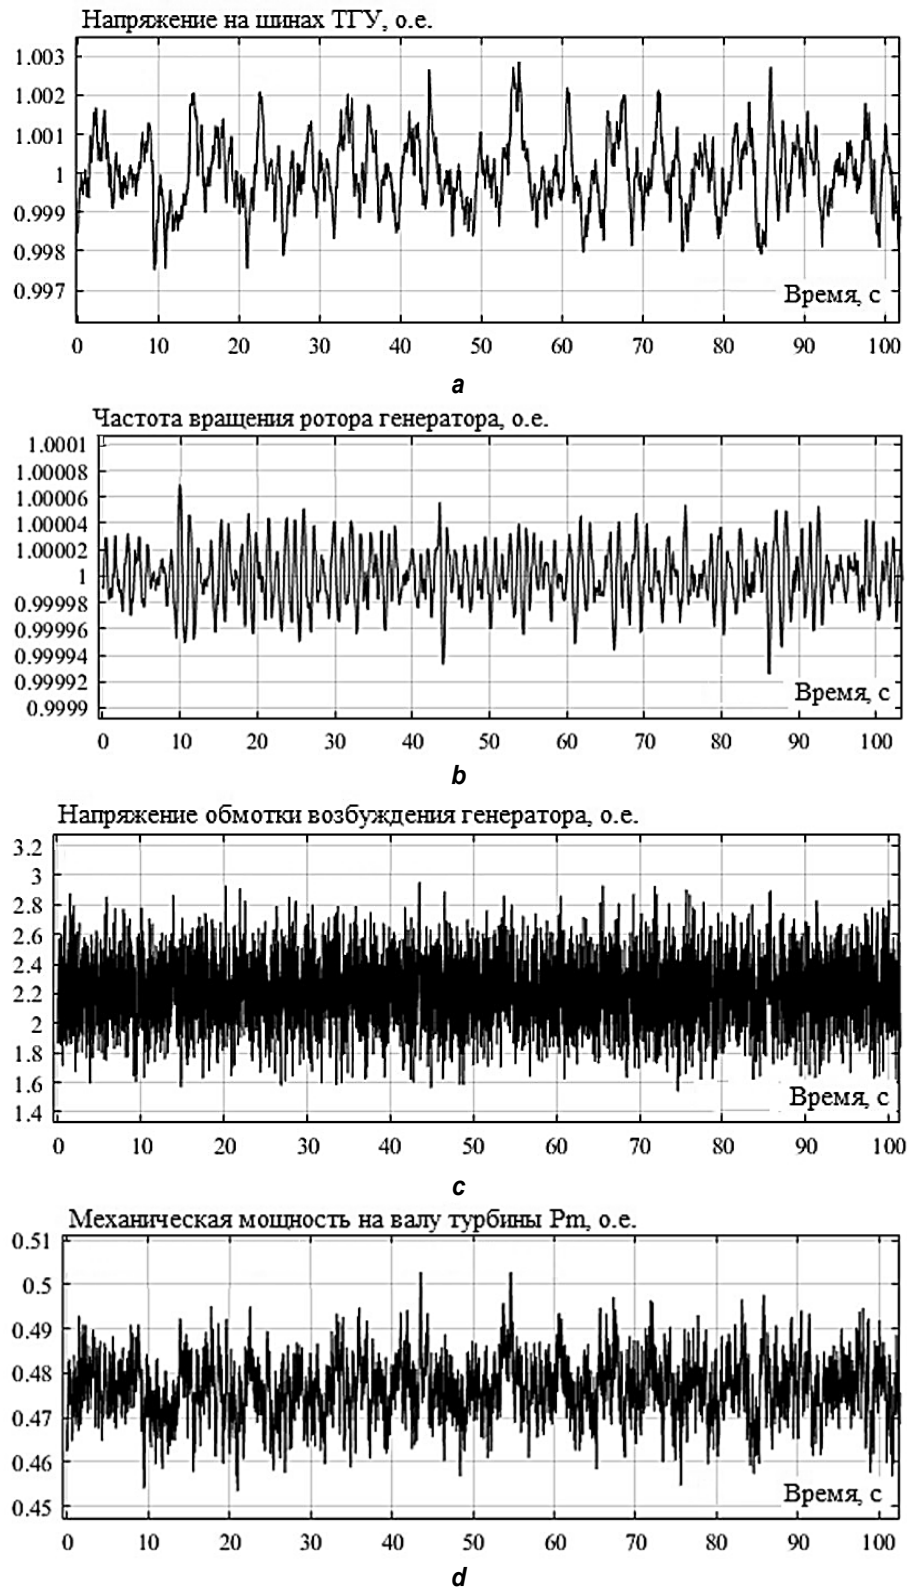 Напряжение на шинах ТГУ, о.е.
1.003
1.002
1.001
1
0.999
0.998
0.997
Время, с
0 10 20 30 40 50 60 70 80 90 100
a
Частота вращения ротора генератора, о.е.
1.0001
1.00008
1.00006
1.00004
1.00002
1
0.99998
0.99996
0.99994
0.99992
0.9999
Время, с
0 10 20 30 40 50 60 70 80 90 100
b
Напряжение обмотки возбуждения генератора, о.е.
3.2
3
2.8
2.6
2.4
2.2
2
1.8
1.6
1.4
Время, с
0 10 20 30 40 50 60 70 80 90 100
c
Механическая мощность на валу турбины Pm, о.е.
0.51
0.5
0.49
0.48
0.47
0.46
0.45
Время, с
0 10 20 30 40 50 60 70 80 90 100
d